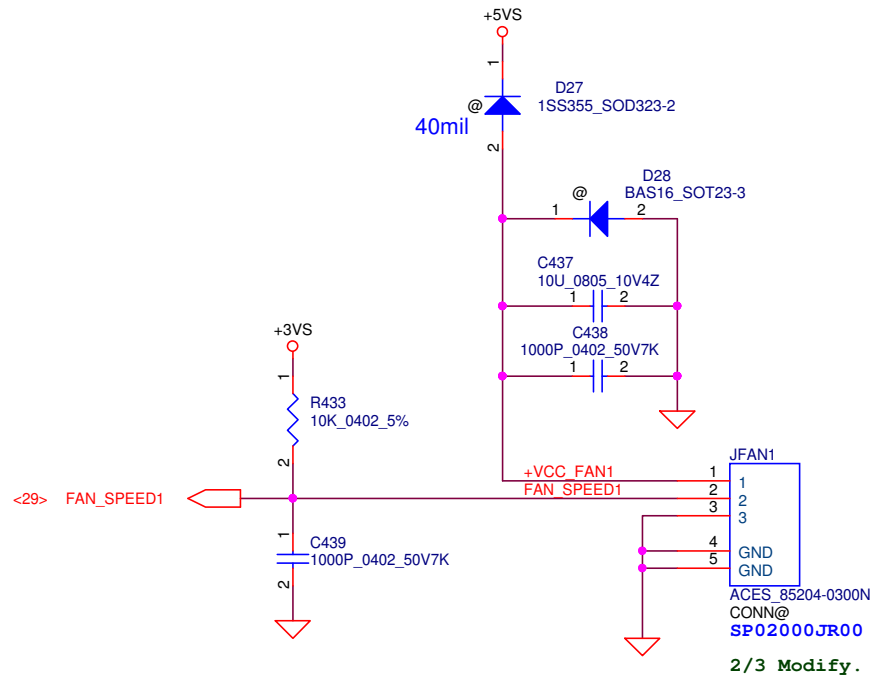 +5VS
1
D27
1SS355_SOD323-2
@
40mil
2
D28
BAS16_SOT23-3
@
1
2
C437
10U_0805_10V4Z
1
2
C438
1000P_0402_50V7K
1
2
+3VS
1
R433
10K_0402_5%
2
<29> FAN_SPEED1
+VCC_FAN1
FAN_SPEED1
JFAN1
1
1
2
2
3
3
4
GND
5
GND
1
C439
1000P_0402_50V7K
2
ACES_85204-0300N
CONN@
SP02000JR00
2/3 Modify.